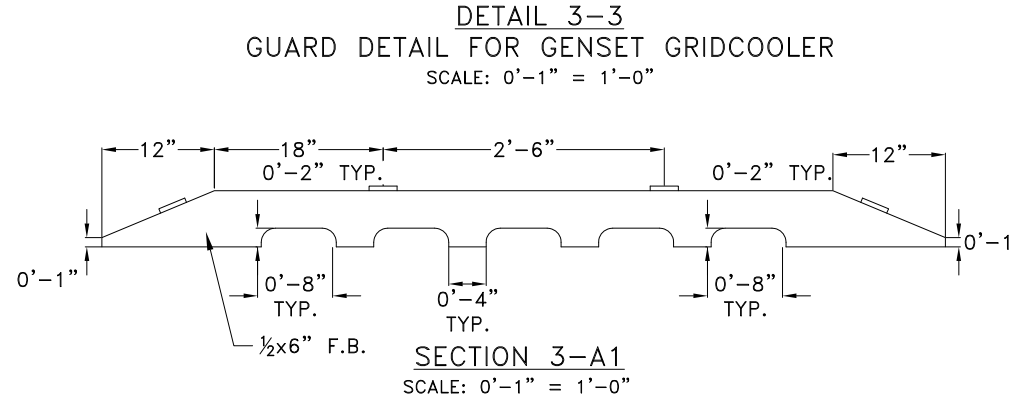 DETAIL 3-3
GUARD DETAIL FOR GENSET GRIDCOOLER
SCALE: 0'-1" = 1'-0"
12" 18" 2'-6" 12"
0'-2" TYP. 0'-2" TYP.
0'-1" 0'-8" 0'-4" 0'-8" 0'-1
TYP. TYP. TYP.
½x6" F.B.
SECTION 3-A1
SCALE: 0'-1" = 1'-0"